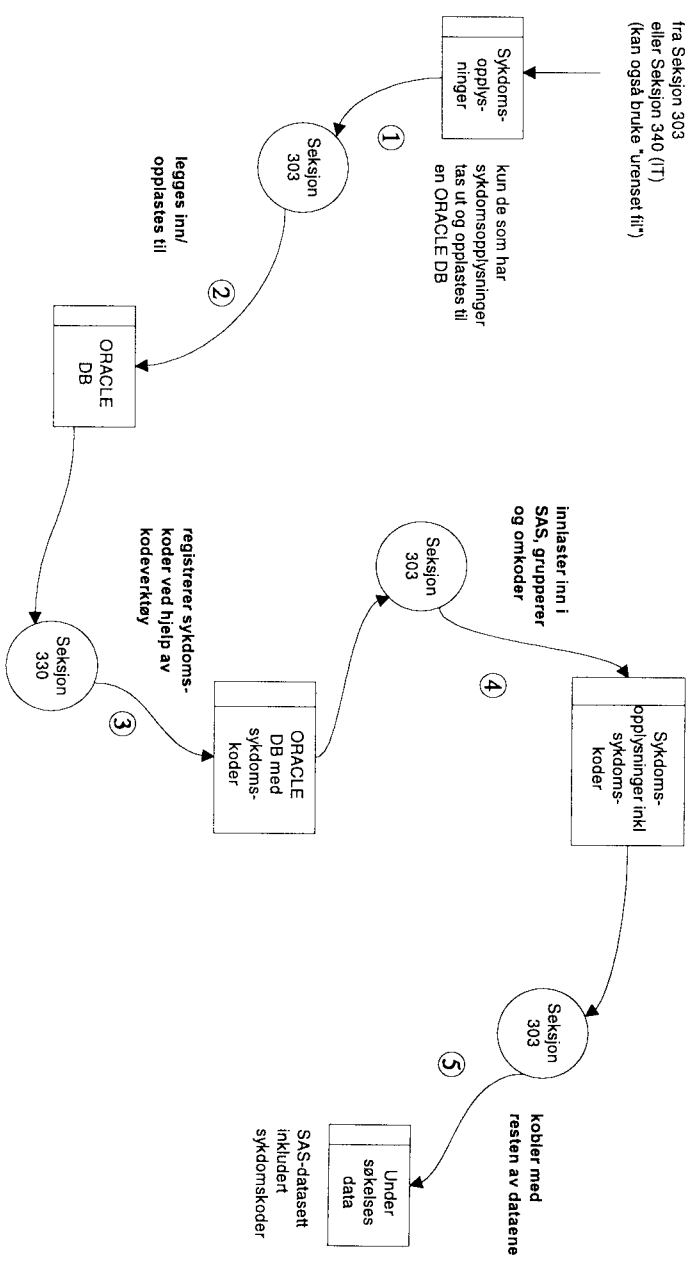 fra Seksjon 303
eller Seksjon 340 (IT)
(kan også bruke "urenset fil")
Sykdoms-
opplys-
ninger
kun de som har
sykdomsopplysninger
tas ut og opplastes til
en ORACLE DB
1
Seksjon
303
legges inn/
opplastes til
2
ORACLE
DB
Seksjon
330
registrerer sykdoms-
koder ved hjelp av
kodeverktøy
3
ORACLE
DB med
sykdoms-
koder
Seksjon
303
innlaster inn i
SAS, grupperer
og omkoder
4
Sykdoms-
opplysninger inkl
sykdoms-
koder
Seksjon
303
kobler med
resten av dataene
5
Under
søkelses
data
SAS-datasett
inkludert
sykdomskoder